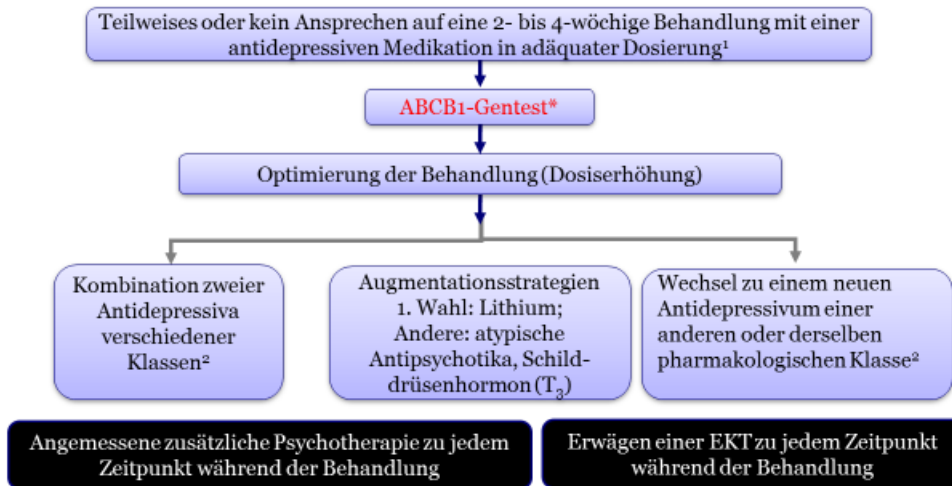 Teilweises oder kein Ansprechen auf eine 2- bis 4-wöchige Behandlung mit einer
antidepressiven Medikation in adäquater Dosierung¹
ABCB1-Gentest*
Optimierung der Behandlung (Dosiserhöhung)
Kombination zweier
Antidepressiva
verschiedener
Klassen²
Augmentationsstrategien
1. Wahl: Lithium;
Andere: atypische
Antipsychotika, Schild-
drüsenhormon (T₃)
Wechsel zu einem neuen
Antidepressivum einer
anderen oder derselben
pharmakologischen Klasse²
Angemessene zusätzliche Psychotherapie zu jedem
Zeitpunkt während der Behandlung
Erwägen einer EKT zu jedem Zeitpunkt
während der Behandlung